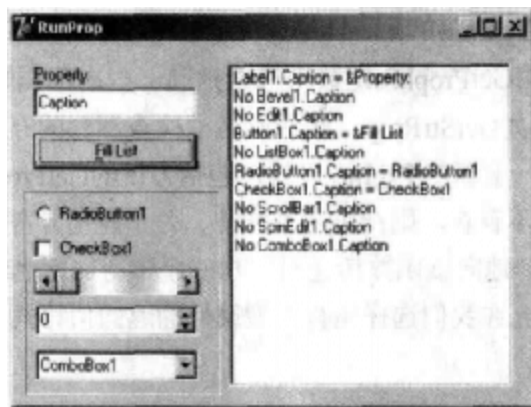 RunProp
Property
Caption
Fill List
RadioButton1
CheckBox1
0
ComboBox1
Label1.Caption = &Property:
No Bevel1.Caption
No Edit1.Caption
Button1.Caption = &Fill List
No ListBox1.Caption
RadioButton1.Caption = RadioButton1
CheckBox1.Caption = CheckBox1
No ScrollBar1.Caption
No SpinEdit1.Caption
No ComboBox1.Caption